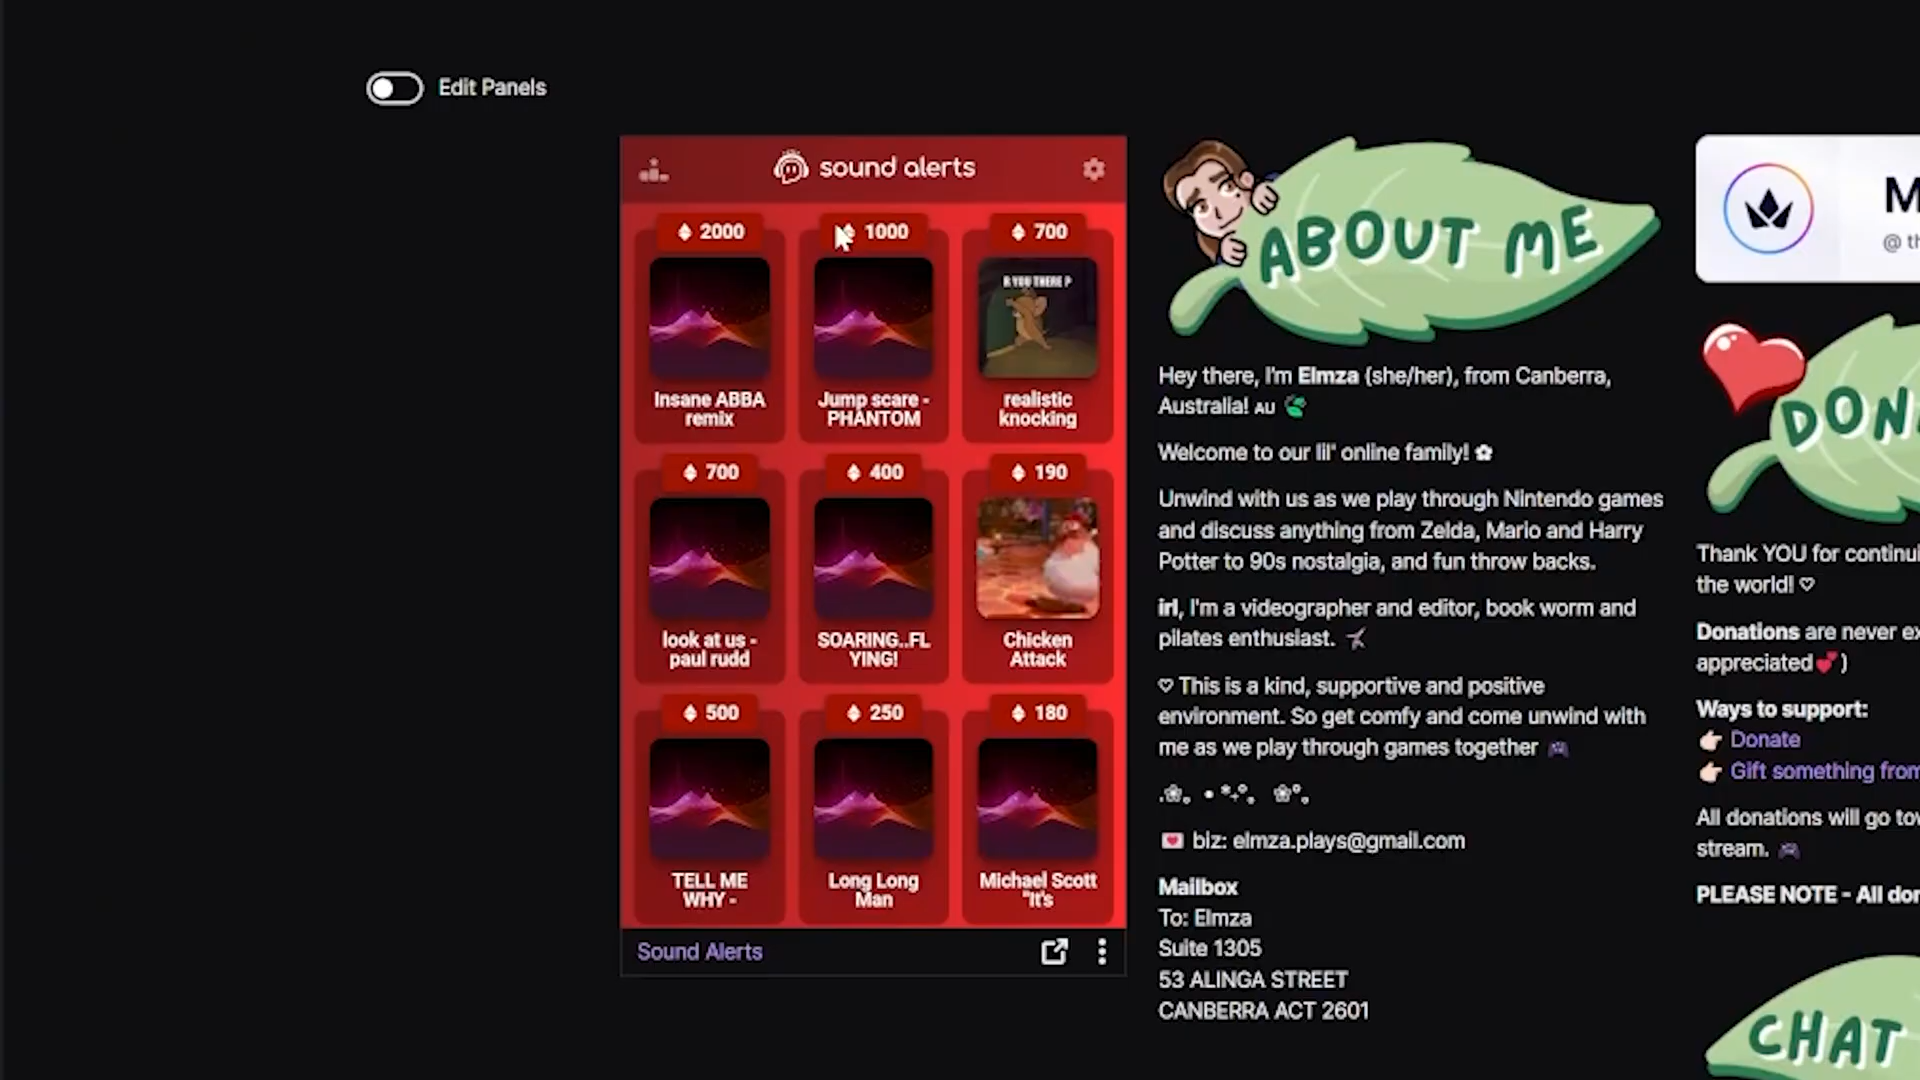 Edit Panels
sound alerts
2000
1000
700
R YOU THERE P
Insane ABBA
remix
Jump scare -
PHANTOM
realistic
knocking
700
400
190
look at us -
paul rudd
SOARING..FL
YING!
Chicken
Attack
500
250
180
TELL ME
WHY -
Long Long
Man
Michael Scott
"It's
Sound Alerts
ABOUT ME
Hey there, I'm Elmza (she/her), from Canberra,
Australia! AU
Welcome to our lil' online family! ✿
Unwind with us as we play through Nintendo games
and discuss anything from Zelda, Mario and Harry
Potter to 90s nostalgia, and fun throw backs.
irl, I'm a videographer and editor, book worm and
pilates enthusiast.
♡ This is a kind, supportive and positive
environment. So get comfy and come unwind with
me as we play through games together 🎮
💌 biz: elmza.plays@gmail.com
Mailbox
To: Elmza
Suite 1305
53 ALINGA STREET
CANBERRA ACT 2601
M
@ th
DON
Thank YOU for continui
the world! ♡
Donations are never ex
appreciated💕)
Ways to support:
👉🏻 Donate
👉🏻 Gift something from
All donations will go tow
stream. 🎮
PLEASE NOTE - All don
CHAT